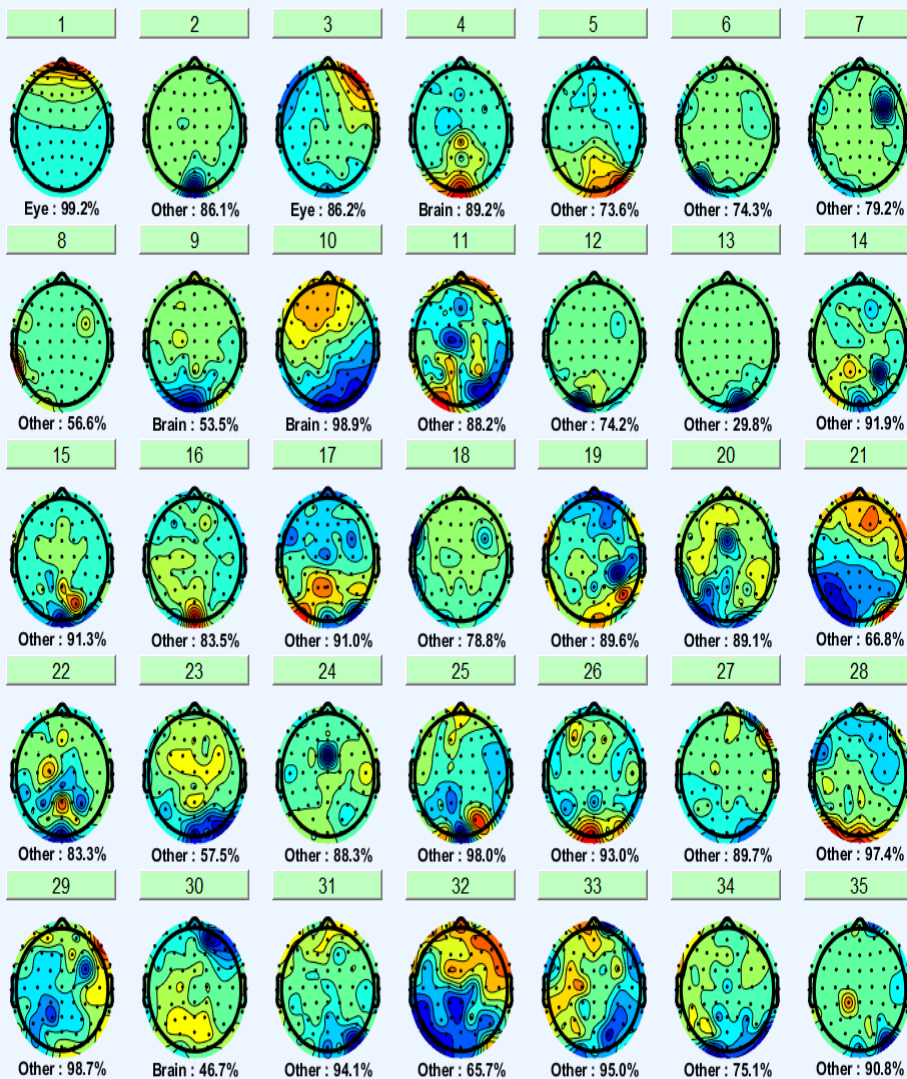 1 2 3 4 5 6 7
Eye : 99.2% Other : 86.1% Eye : 86.2% Brain : 89.2% Other : 73.6% Other : 74.3% Other : 79.2%
8 9 10 11 12 13 14
Other : 56.6% Brain : 53.5% Brain : 98.9% Other : 88.2% Other : 74.2% Other : 29.8% Other : 91.9%
15 16 17 18 19 20 21
Other : 91.3% Other : 83.5% Other : 91.0% Other : 78.8% Other : 89.6% Other : 89.1% Other : 66.8%
22 23 24 25 26 27 28
Other : 83.3% Other : 57.5% Other : 88.3% Other : 98.0% Other : 93.0% Other : 89.7% Other : 97.4%
29 30 31 32 33 34 35
Other : 98.7% Brain : 46.7% Other : 94.1% Other : 65.7% Other : 95.0% Other : 75.1% Other : 90.8%